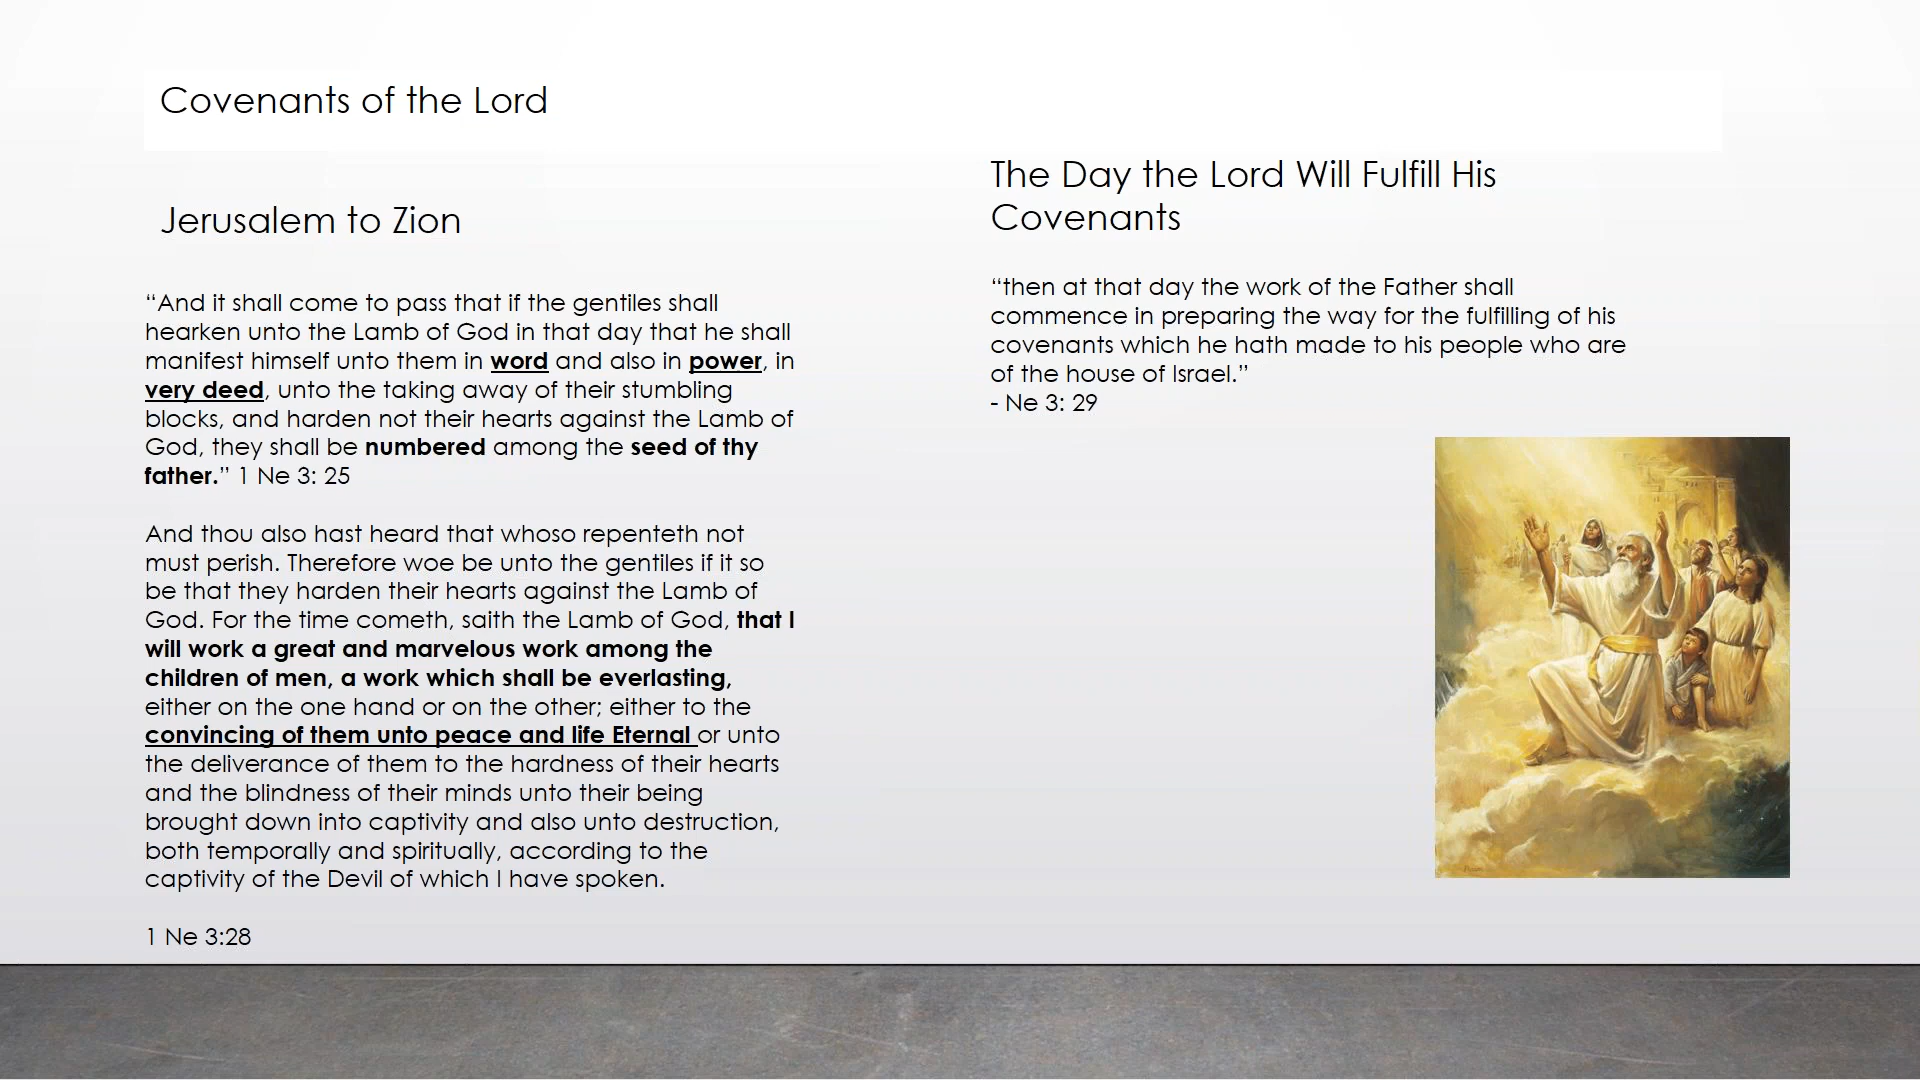 Covenants of the Lord
Jerusalem to Zion
“And it shall come to pass that if the gentiles shall
hearken unto the Lamb of God in that day that he shall
manifest himself unto them in word and also in power, in
very deed, unto the taking away of their stumbling
blocks, and harden not their hearts against the Lamb of
God, they shall be numbered among the seed of thy
father.” 1 Ne 3: 25
And thou also hast heard that whoso repenteth not
must perish. Therefore woe be unto the gentiles if it so
be that they harden their hearts against the Lamb of
God. For the time cometh, saith the Lamb of God, that I
will work a great and marvelous work among the
children of men, a work which shall be everlasting,
either on the one hand or on the other; either to the
convincing of them unto peace and life Eternal or unto
the deliverance of them to the hardness of their hearts
and the blindness of their minds unto their being
brought down into captivity and also unto destruction,
both temporally and spiritually, according to the
captivity of the Devil of which I have spoken.
1 Ne 3:28
The Day the Lord Will Fulfill His
Covenants
“then at that day the work of the Father shall
commence in preparing the way for the fulfilling of his
covenants which he hath made to his people who are
of the house of Israel.”
- Ne 3: 29